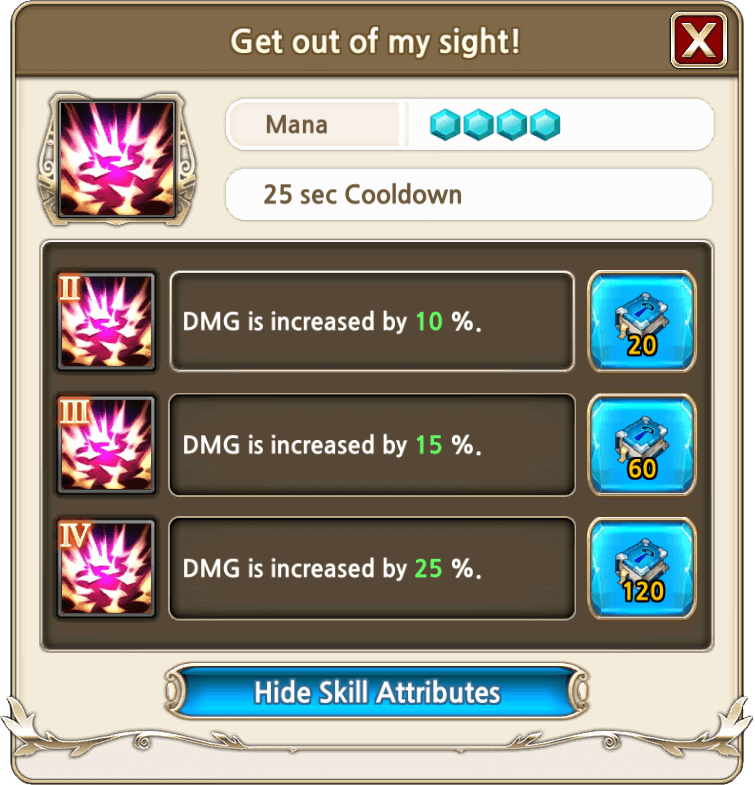 Get out of my sight!
X
Mana
25 sec Cooldown
II
DMG is increased by 10 %.
20
III
DMG is increased by 15 %.
60
IV
DMG is increased by 25 %.
120
Hide Skill Attributes